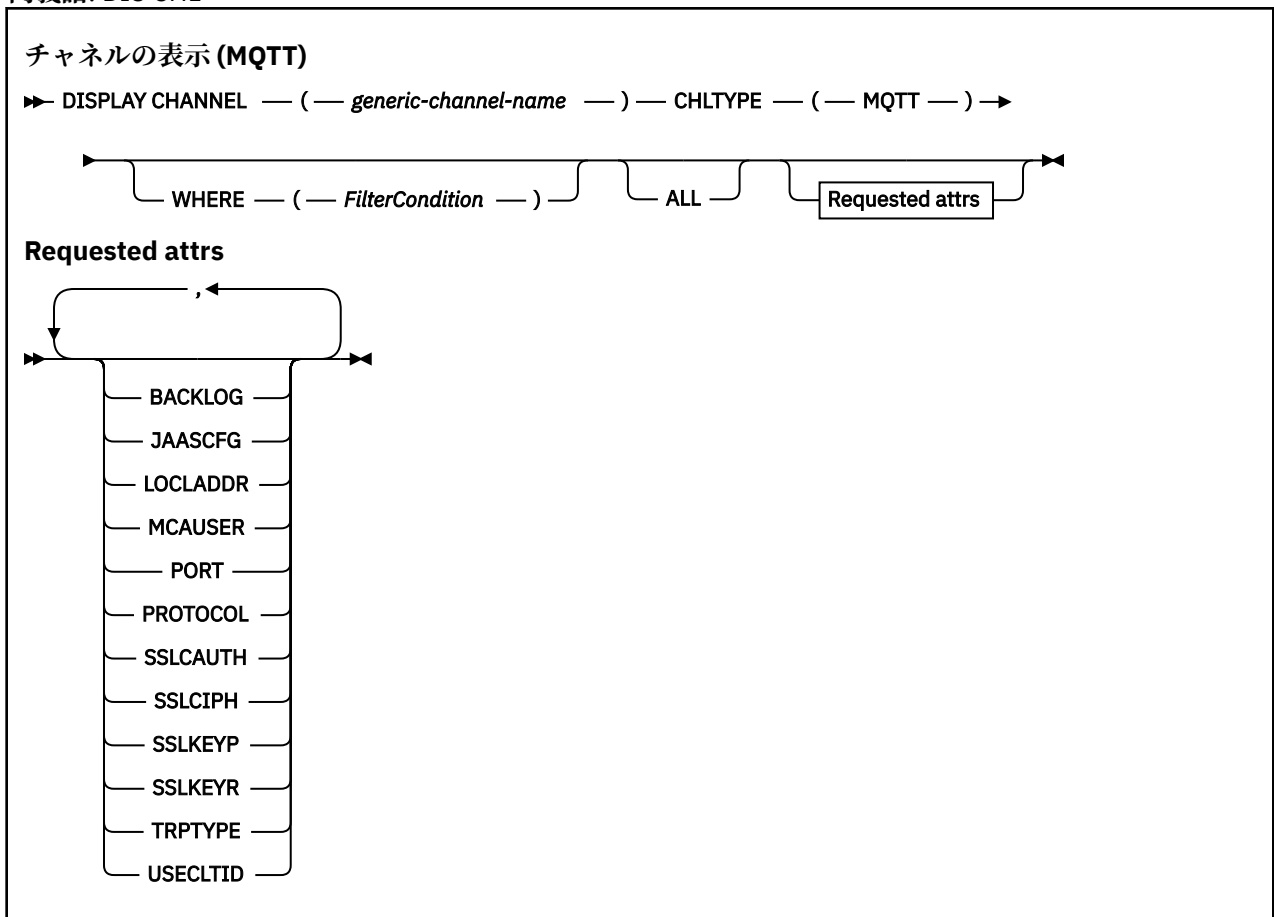 チャネルの表示 (MQTT)
DISPLAY CHANNEL ( generic-channel-name ) CHLTYPE ( MQTT )
WHERE ( FilterCondition ) ALL Requested attrs
Requested attrs
,
BACKLOG
JAASCFG
LOCLADDR
MCAUSER
PORT
PROTOCOL
SSLCAUTH
SSLCIPH
SSLKEYP
SSLKEYR
TRPTYPE
USECLTID